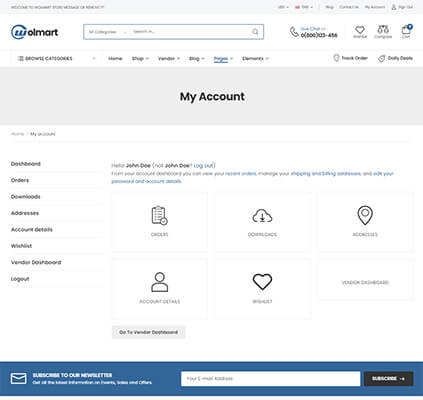 WELCOME TO WOLMART STORE MESSAGE OR REMOVE IT!
USD
ENG
Blog
Contact Us
My Account
Sign Out
Wolmart
All Categories
Search in...
Live Chat or:
0(800)123-456
Wishlist
Compare
Cart
BROWSE CATEGORIES
Home
Shop
Vendor
Blog
Pages
Elements
Track Order
Daily Deals
My Account
Home
My account
Dashboard
Orders
Downloads
Addresses
Account details
Wishlist
Vendor Dashboard
Logout
Hello John Doe (not John Doe? Log out)
From your account dashboard you can view your recent orders, manage your shipping and billing addresses, and edit your
password and account details.
ORDERS
DOWNLOADS
ADDRESSES
ACCOUNT DETAILS
WISHLIST
VENDOR DASHBOARD
Go To Vendor Dashboard
SUBSCRIBE TO OUR NEWSLETTER
Get all the latest information on Events, Sales and Offers.
Your E-mail Address
SUBSCRIBE